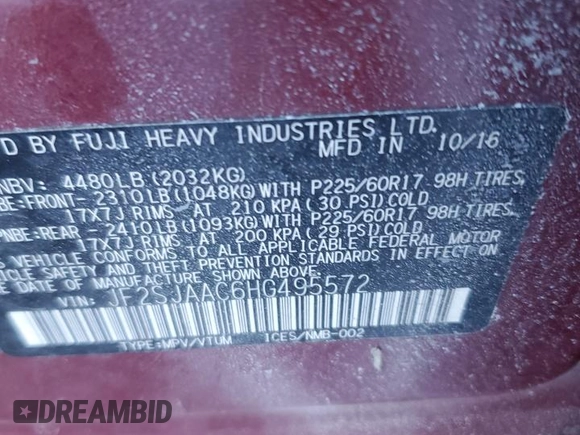 D BY FUJI HEAVY INDUSTRIES LTD.
MFD IN 10/16
NBV: 4480LB (2032KG)
BE:FRONT- 2310LB(1048KG)WITH P225/60R17 98H TIRES,
17X7J RIMS AT 210 KPA (30 PSI)COLD
PNBE:REAR -2410LB(1093KG)WITH P225/60R17 98H TIRES,
17X7J RIMS AT 200 KPA (29 PSI)COLD
S VEHICLE CONFORMS TO ALL APPLICABLE FEDERAL MOTOR
ICLE SAFETY AND THEFT PREVENTION STANDARDS IN EFFECT ON
E DATE OF MANUFACTURE SHOWN ABOVE.
VIN: JF2SJAAC6HG495572
TYPE:MPV/VTUM ICES/NMB-002
DREAMBID